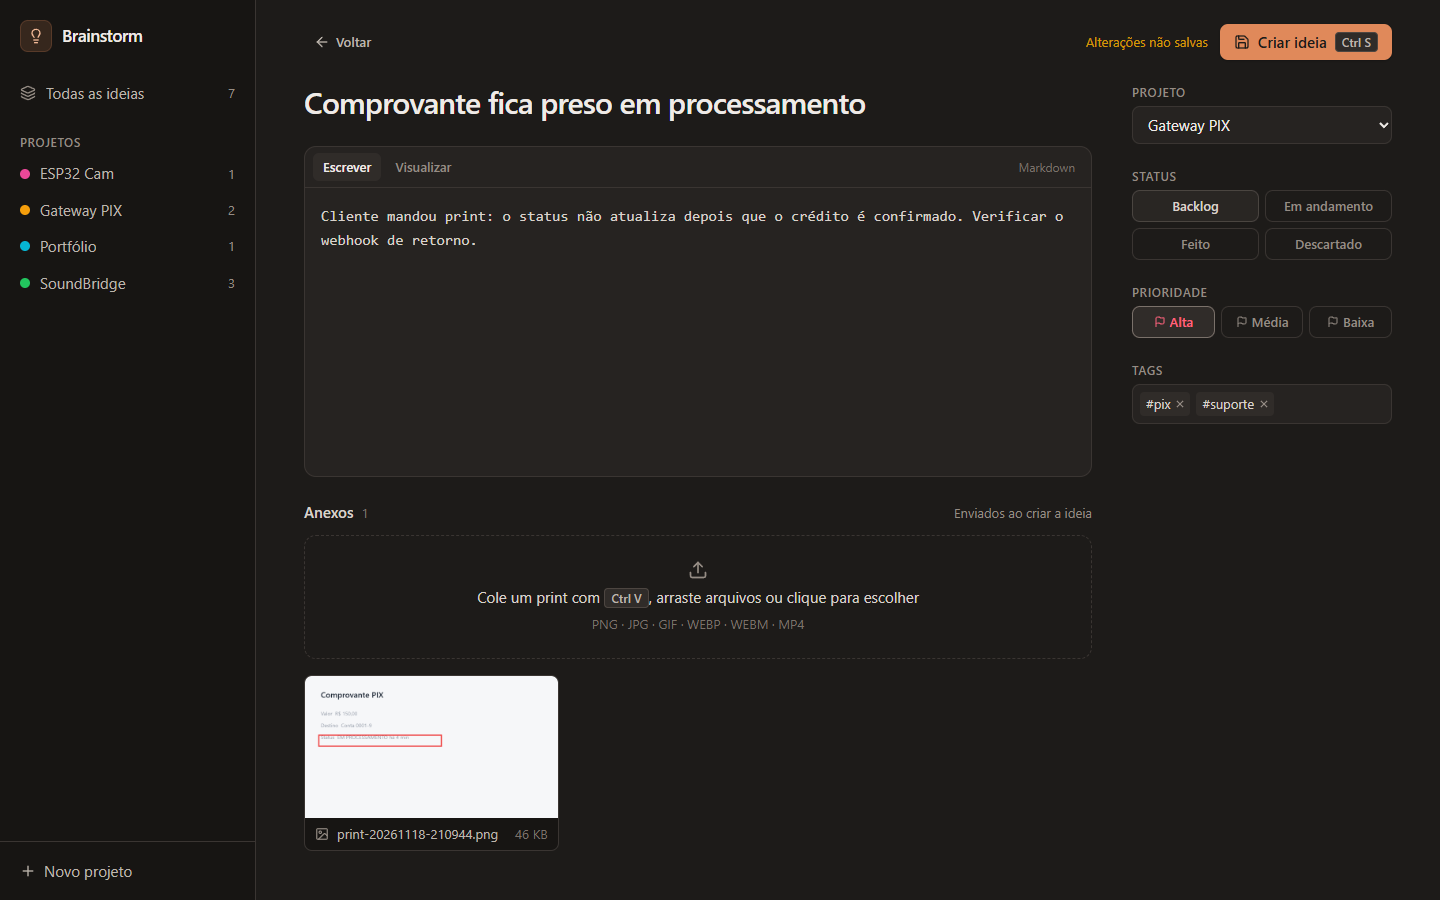 Brainstorm
Todas as ideias 7
PROJETOS
ESP32 Cam 1
Gateway PIX 2
Portfólio 1
SoundBridge 3
Novo projeto
Voltar
Alterações não salvas
Criar ideia Ctrl S
Comprovante fica preso em processamento
Escrever Visualizar Markdown
Cliente mandou print: o status não atualiza depois que o crédito é confirmado. Verificar o
webhook de retorno.
Anexos 1 Enviados ao criar a ideia
Cole um print com Ctrl V, arraste arquivos ou clique para escolher
PNG · JPG · GIF · WEBP · WEBM · MP4
Comprovante PIX
print-20261118-210944.png 46 KB
PROJETO
Gateway PIX
STATUS
Backlog Em andamento
Feito Descartado
PRIORIDADE
Alta Média Baixa
TAGS
#pix × #suporte ×